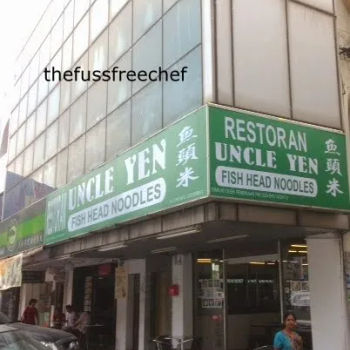 thefussfreechef
UNCLE YEN
FISH HEAD NOODLES
魚頭米
RESTORAN
UNCLE YEN
FISH HEAD NOODLES
魚頭米